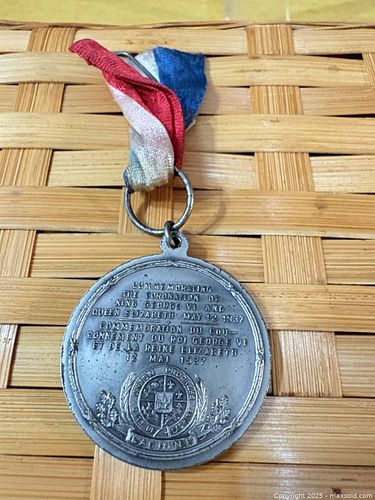 COMMEMORATING
THE CORONATION OF
KING GEORGE VI AND
QUEEN ELIZABETH MAY 12 1937
COMMEMORATION DU COU-
RONNEMENT DU ROI GEORGE VI
ET DE LA REINE ELIZABETH
12 MAI 1937
Copyright 2025 - maxsold.com